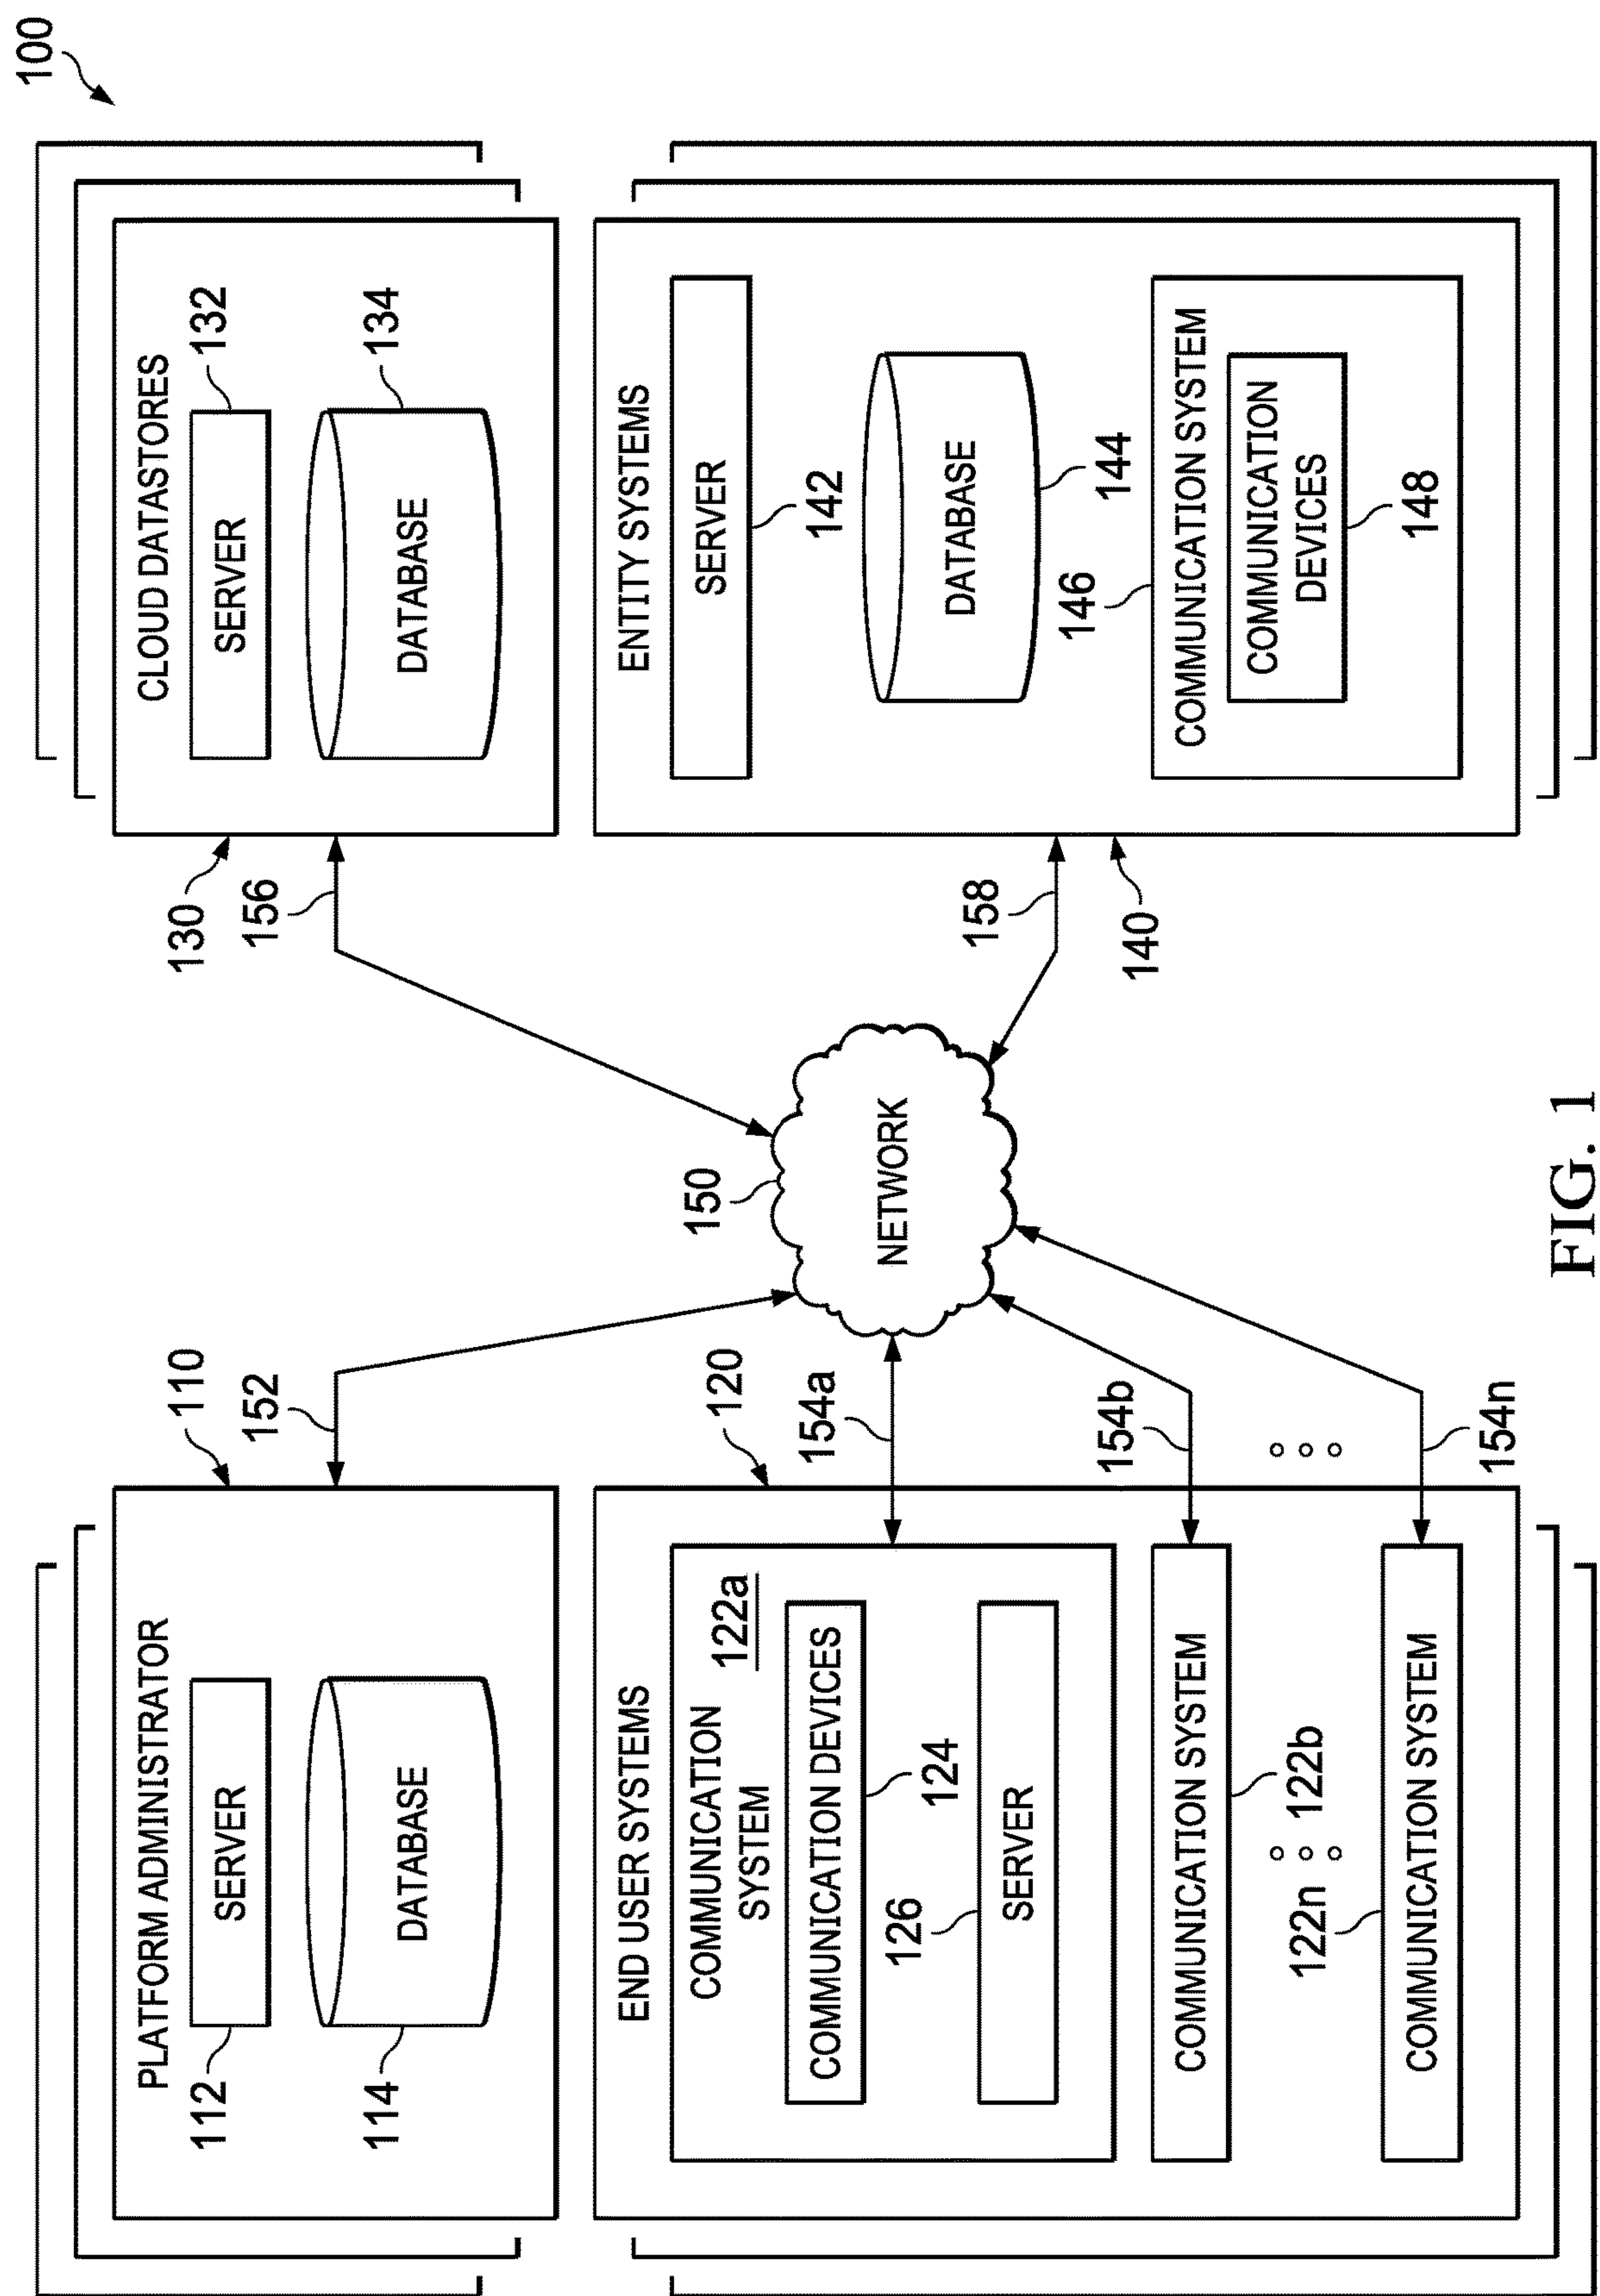 100
PLATFORM ADMINISTRATOR
112
SERVER
114
DATABASE
110
152
END USER SYSTEMS
120
COMMUNICATION
SYSTEM
122a
COMMUNICATION DEVICES
124
126
SERVER
154a
COMMUNICATION SYSTEM
122b
154b
122n
COMMUNICATION SYSTEM
154n
150
NETWORK
CLOUD DATASTORES
130
156
SERVER
132
DATABASE
134
ENTITY SYSTEMS
158
140
SERVER
142
DATABASE
144
146
COMMUNICATION SYSTEM
COMMUNICATION
DEVICES
148
FIG. 1